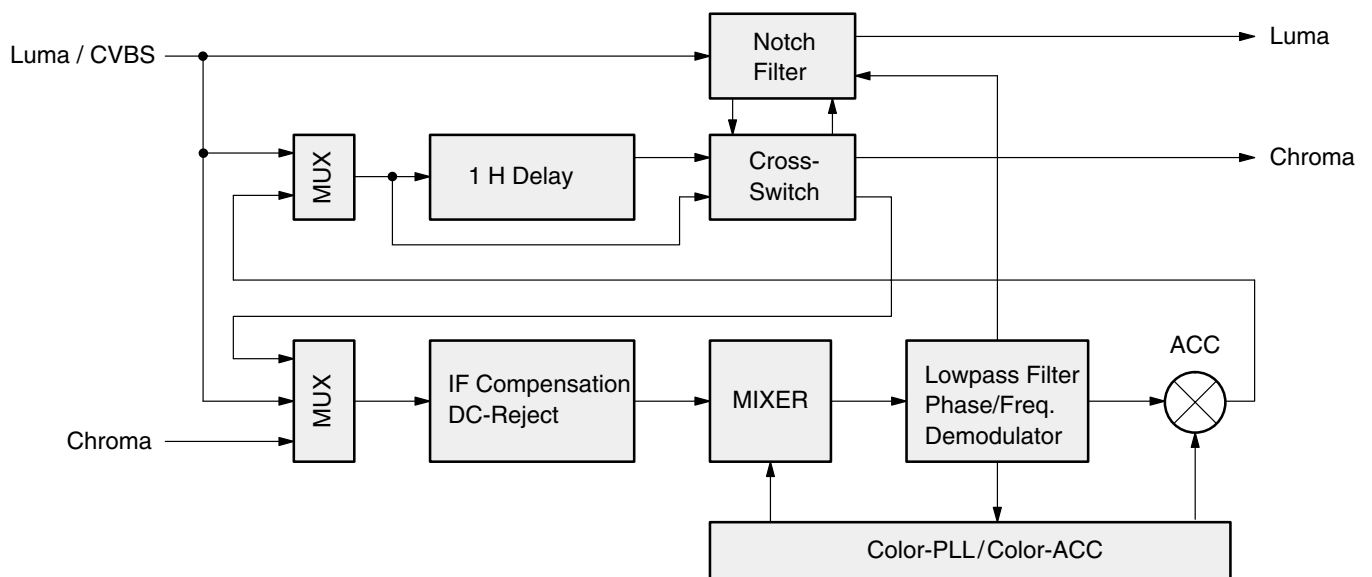 Luma / CVBS
Notch
Filter
Luma
MUX
1 H Delay
Cross-
Switch
Chroma
ACC
MUX
IF Compensation
DC-Reject
MIXER
Lowpass Filter
Phase/Freq.
Demodulator
Chroma
Color-PLL/Color-ACC